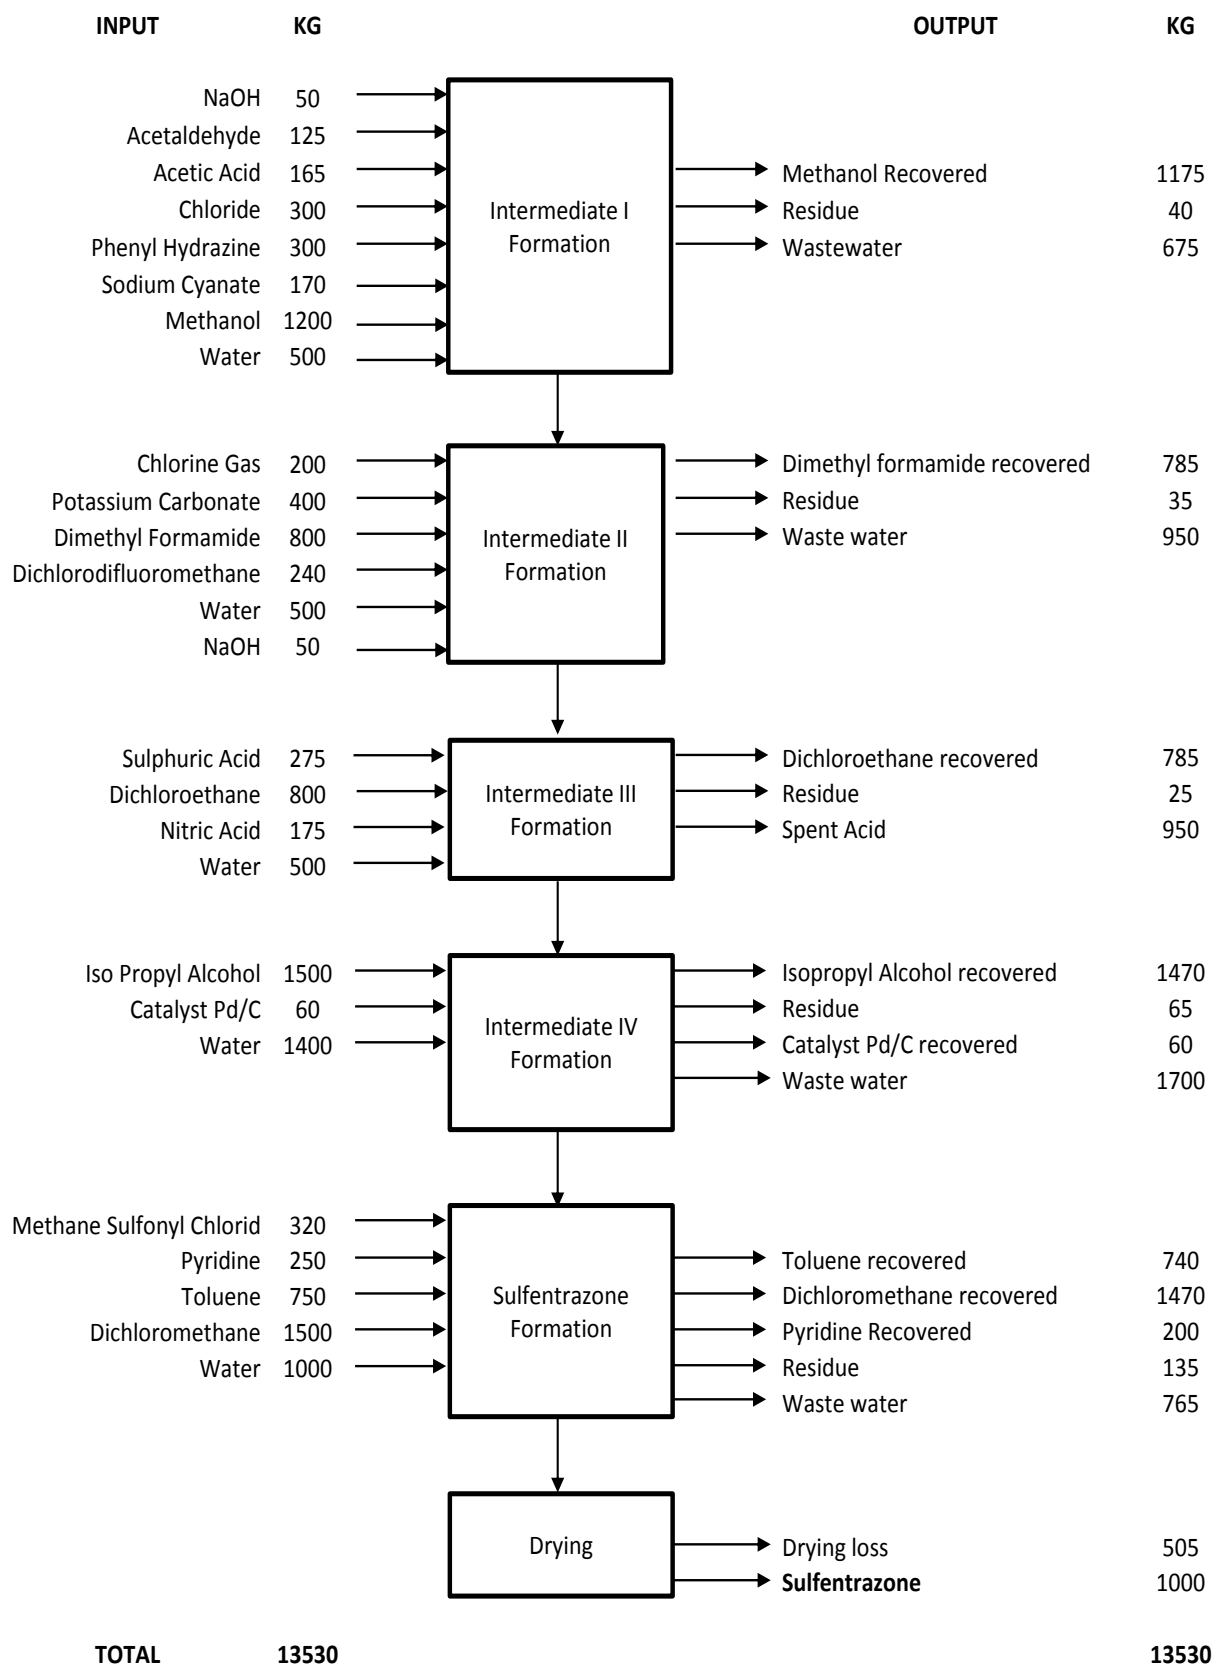 INPUT KG OUTPUT KG
NaOH 50
Acetaldehyde 125
Acetic Acid 165 Methanol Recovered 1175
Chloride 300 Intermediate I Residue 40
Phenyl Hydrazine 300 Formation Wastewater 675
Sodium Cyanate 170
Methanol 1200
Water 500
Chlorine Gas 200 Dimethyl formamide recovered 785
Potassium Carbonate 400 Residue 35
Dimethyl Formamide 800 Intermediate II Waste water 950
Dichlorodifluoromethane 240 Formation
Water 500
NaOH 50
Sulphuric Acid 275 Dichloroethane recovered 785
Dichloroethane 800 Intermediate III Residue 25
Nitric Acid 175 Formation Spent Acid 950
Water 500
Iso Propyl Alcohol 1500 Isopropyl Alcohol recovered 1470
Catalyst Pd/C 60 Residue 65
Water 1400 Intermediate IV Catalyst Pd/C recovered 60
Formation Waste water 1700
Methane Sulfonyl Chlorid 320
Pyridine 250 Toluene recovered 740
Toluene 750 Sulfentrazone Dichloromethane recovered 1470
Dichloromethane 1500 Formation Pyridine Recovered 200
Water 1000 Residue 135
Waste water 765
Drying Drying loss 505
Sulfentrazone 1000
TOTAL 13530 13530